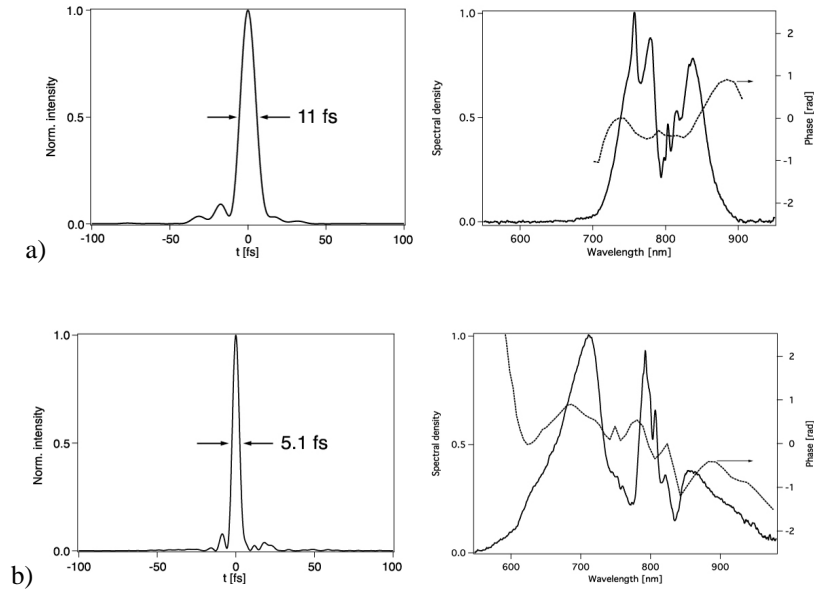 1.0
0.5
0.0
Norm. intensity
11 fs
-100
-50
0
50
100
t [fs]
1.0
0.5
0.0
Spectral density
2
1
0
-1
-2
Phase [rad]
600
700
800
900
Wavelength [nm]
a)
1.0
0.5
0.0
Norm. intensity
5.1 fs
-100
-50
0
50
100
t [fs]
1.0
0.5
0.0
Spectral density
2
1
0
-1
-2
Phase [rad]
600
700
800
900
Wavelength [nm]
b)